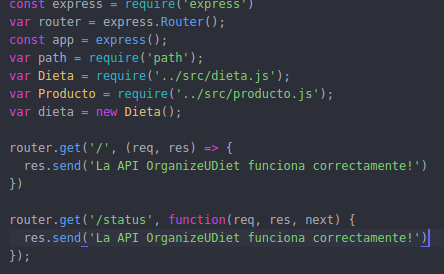 const express = require('express')
var router = express.Router();
const app = express();
var path = require('path');
var Dieta = require('../src/dieta.js');
var Producto = require('../src/producto.js');
var dieta = new Dieta();
router.get('/', (req, res) => {
res.send('La API OrganizeUDiet funciona correctamente!')
})
router.get('/status', function(req, res, next) {
res.send('La API OrganizeUDiet funciona correctamente!')
});